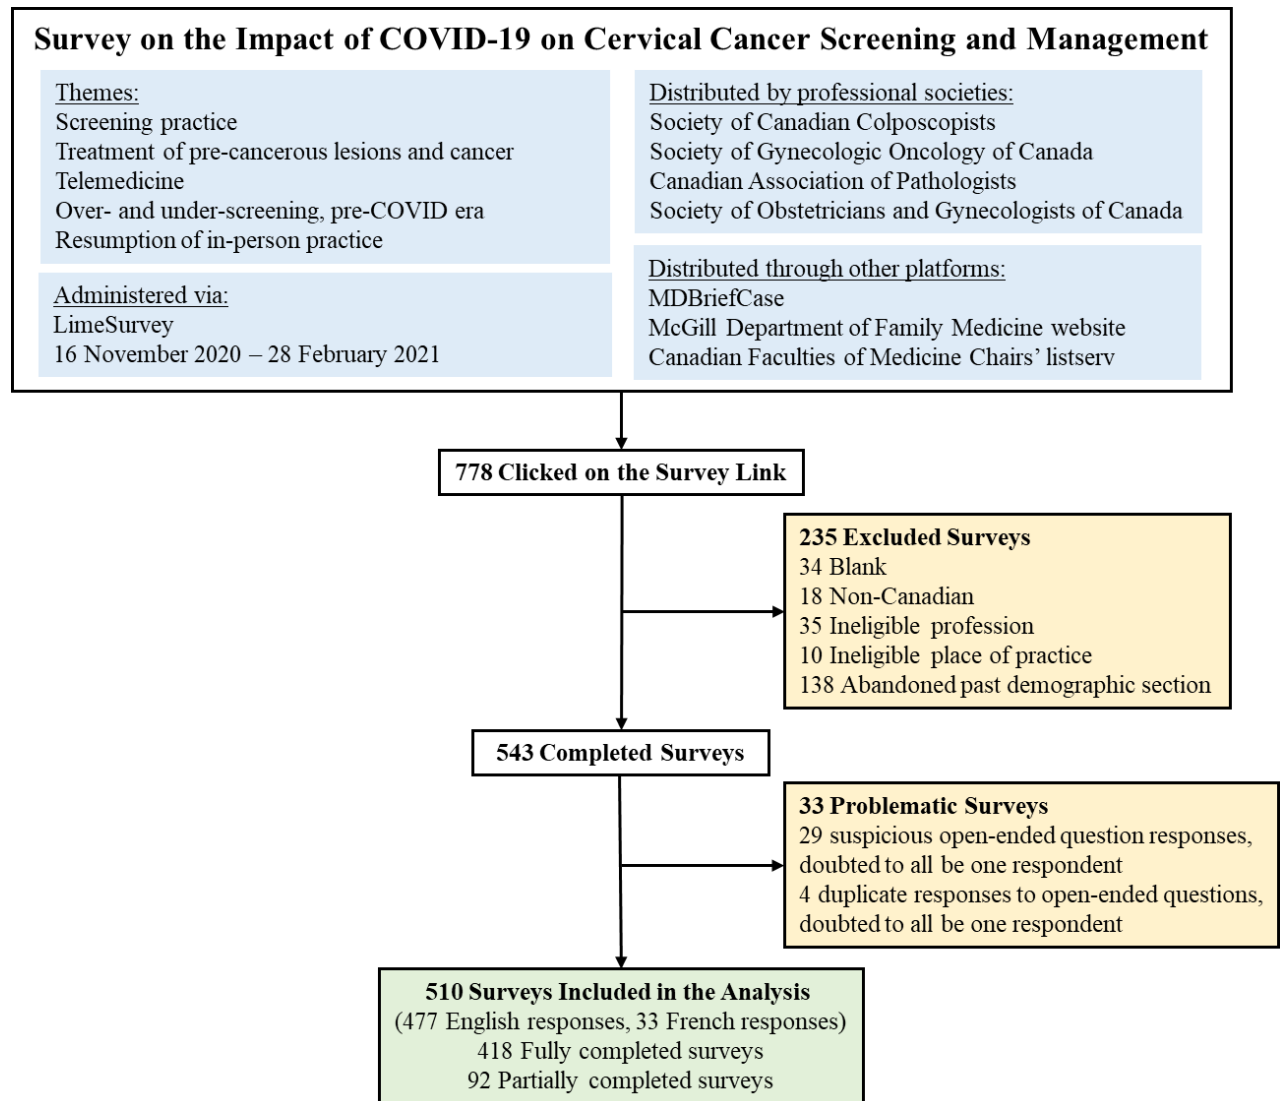 Survey on the Impact of COVID-19 on Cervical Cancer Screening and Management
Themes:
Screening practice
Treatment of pre-cancerous lesions and cancer
Telemedicine
Over- and under-screening, pre-COVID era
Resumption of in-person practice
Administered via:
LimeSurvey
16 November 2020 – 28 February 2021
Distributed by professional societies:
Society of Canadian Colposcopists
Society of Gynecologic Oncology of Canada
Canadian Association of Pathologists
Society of Obstetricians and Gynecologists of Canada
Distributed through other platforms:
MDBriefCase
McGill Department of Family Medicine website
Canadian Faculties of Medicine Chairs’ listserv
778 Clicked on the Survey Link
235 Excluded Surveys
34 Blank
18 Non-Canadian
35 Ineligible profession
10 Ineligible place of practice
138 Abandoned past demographic section
543 Completed Surveys
33 Problematic Surveys
29 suspicious open-ended question responses,
doubted to all be one respondent
4 duplicate responses to open-ended questions,
doubted to all be one respondent
510 Surveys Included in the Analysis
(477 English responses, 33 French responses)
418 Fully completed surveys
92 Partially completed surveys